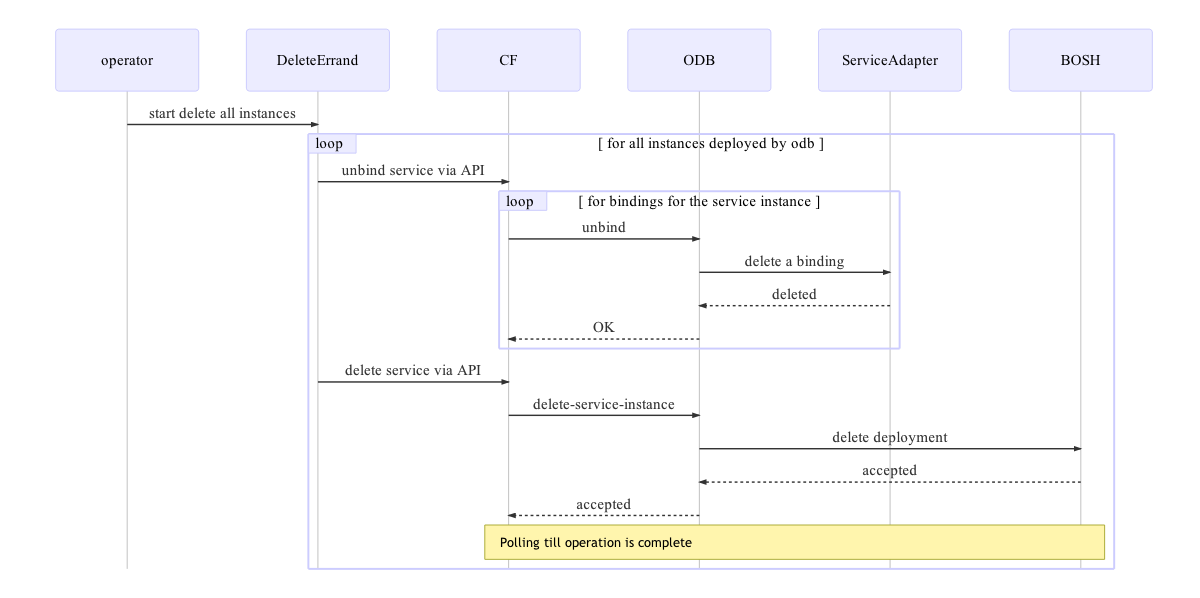 operator
DeleteErrand
CF
ODB
ServiceAdapter
BOSH
start delete all instances
loop
[ for all instances deployed by odb ]
unbind service via API
loop
[ for bindings for the service instance ]
unbind
delete a binding
deleted
OK
delete service via API
delete-service-instance
delete deployment
accepted
accepted
Polling till operation is complete